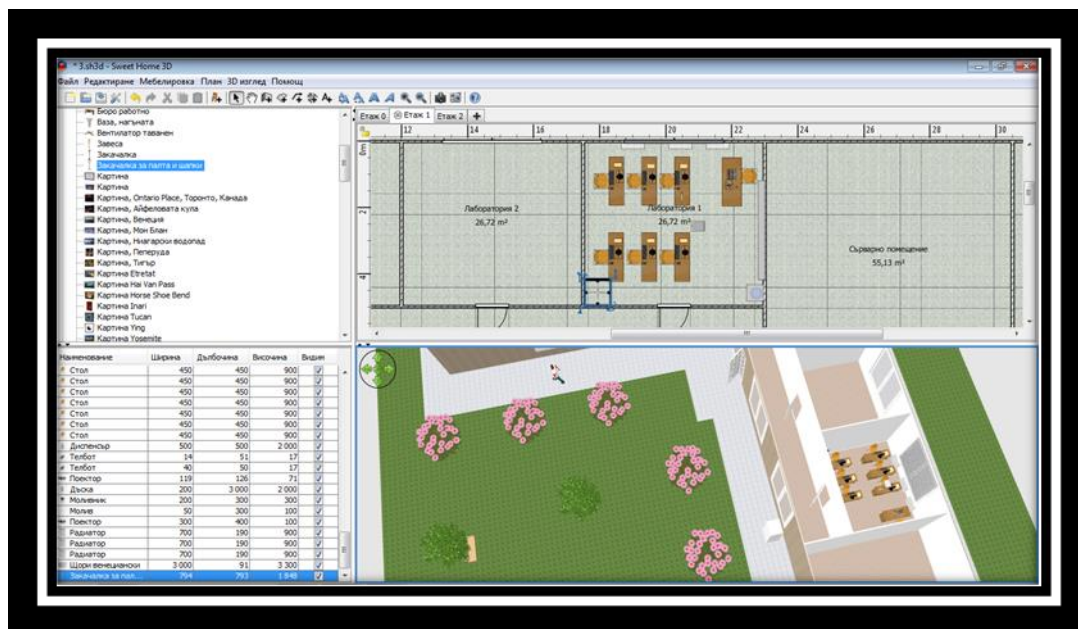 * 3.sh3d - Sweet Home 3D
Файл Редактиране Мебелировка План 3D изглед Помощ
Бюро работно
Ваза, нагъната
Вентилатор таванен
Завеса
Закачалка
Закачалка за палта и шапки
Картина
Картина
Картина, Ontario Place, Торонто, Канада
Картина, Айфеловата кула
Картина, Венеция
Картина, Мон Блан
Картина, Ниагарски водопад
Картина, Пеперуда
Картина, Тигър
Картина Etretat
Картина Hai Van Pass
Картина Horse Shoe Bend
Картина Inari
Картина Tucan
Картина Ying
Картина Yosemite
Етаж 0 Етаж 1 Етаж 2
12 14 16 18 20 22 24 26 28 30
0m
2
4
Лаборатория 2
26,72 m²
Лаборатория 1
26,72 m²
Сървърно помещение
55,13 m²
Наименование Ширина Дълбочина Височина Видим
Стол 450 450 900
Стол 450 450 900
Стол 450 450 900
Стол 450 450 900
Стол 450 450 900
Стол 450 450 900
Стол 450 450 900
Диспенсър 500 500 2 000
Телбот 14 51 17
Телбот 40 50 17
Поектор 119 126 71
Дъска 200 3 000 2 000
Моливник 200 300 300
Молив 50 300 100
Поектор 300 400 100
Радиатор 700 190 900
Радиатор 700 190 900
Радиатор 700 190 900
Щори венециански 3 000 91 3 300
Закачалка за пал... 794 793 1 848